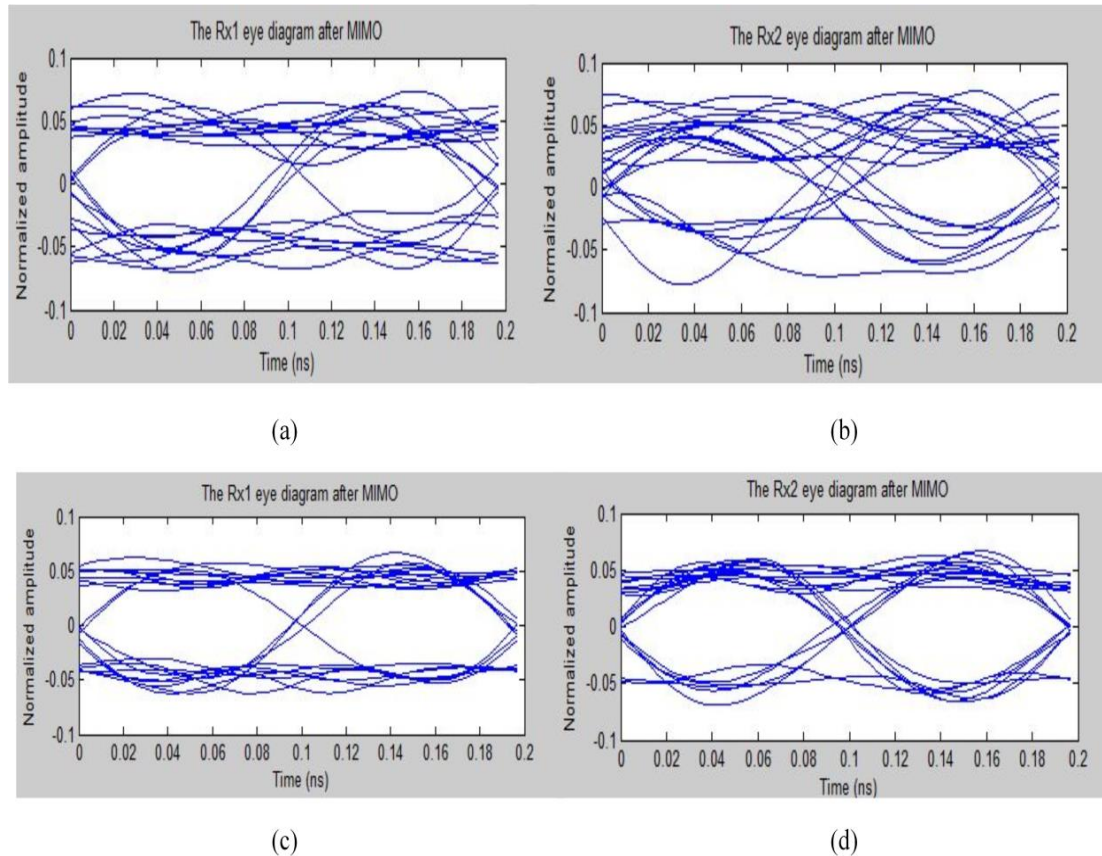 The Rx1 eye diagram after MIMO
Normalized amplitude
0.1
0.05
0
-0.05
-0.1
0 0.02 0.04 0.06 0.08 0.1 0.12 0.14 0.16 0.18 0.2
Time (ns)
(a)
The Rx2 eye diagram after MIMO
Normalized amplitude
0.1
0.05
0
-0.05
-0.1
0 0.02 0.04 0.06 0.08 0.1 0.12 0.14 0.16 0.18 0.2
Time (ns)
(b)
The Rx1 eye diagram after MIMO
Normalized amplitude
0.1
0.05
0
-0.05
-0.1
0 0.02 0.04 0.06 0.08 0.1 0.12 0.14 0.16 0.18 0.2
Time (ns)
(c)
The Rx2 eye diagram after MIMO
Normalized amplitude
0.1
0.05
0
-0.05
-0.1
0 0.02 0.04 0.06 0.08 0.1 0.12 0.14 0.16 0.18 0.2
Time (ns)
(d)